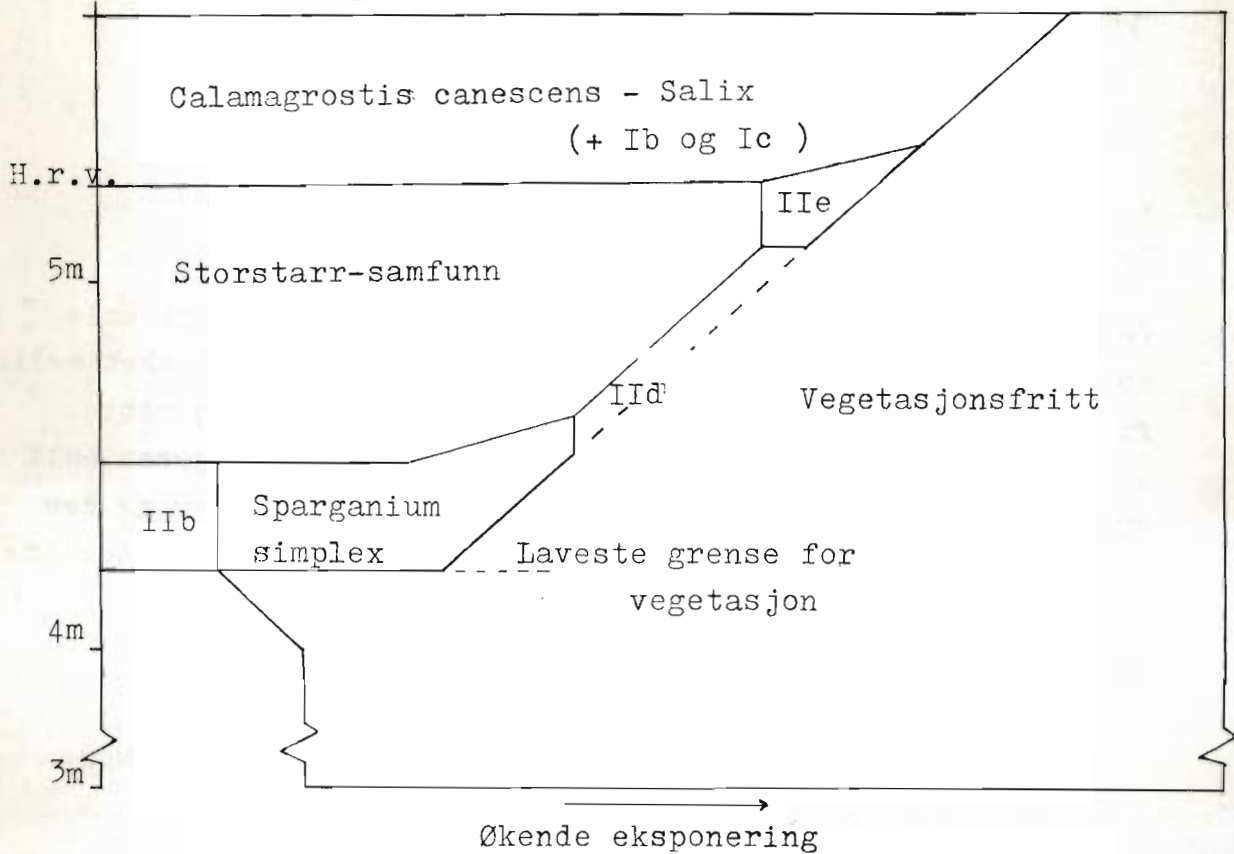 Calamagrostis canescens - Salix
(+ Ib og Ic )
H.r.v.
IIe
5m
Storstarr-samfunn
IId
Vegetasjonsfritt
IIb
Sparganium
simplex
Laveste grense for
vegetasjon
4m
3m
Økende eksponering